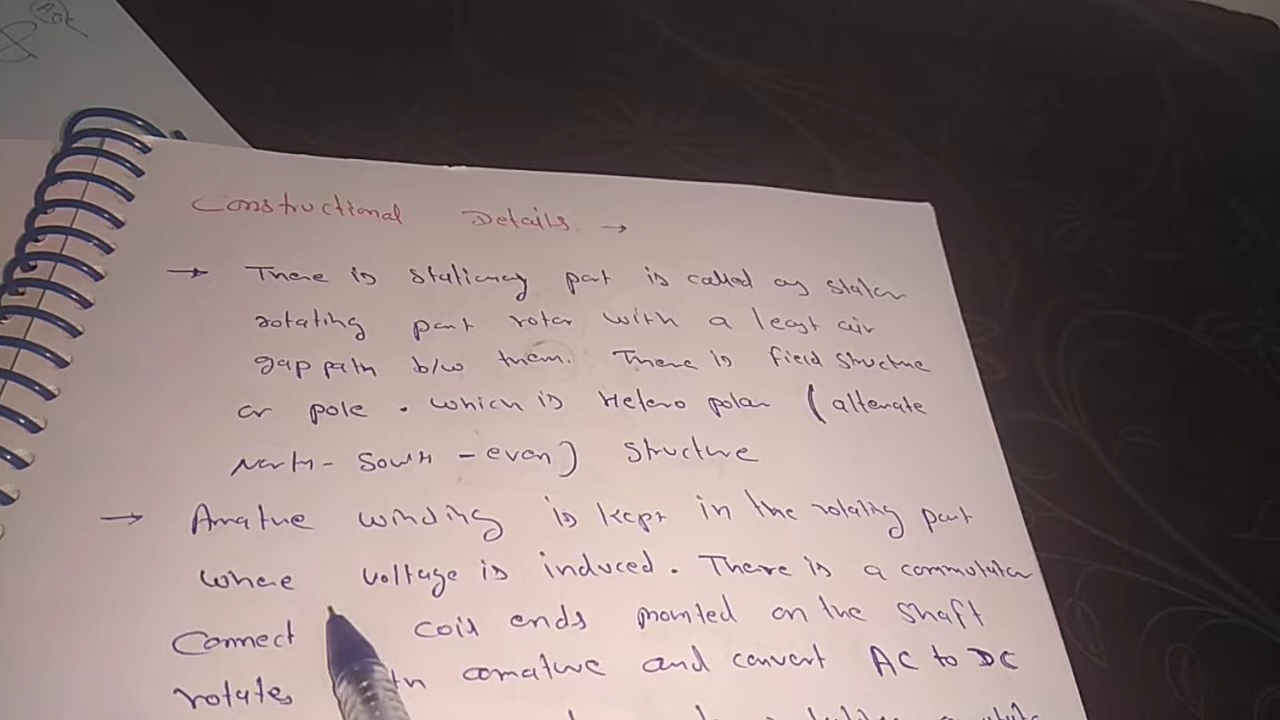 Constructional Details →
→ There is stationary part is called as stator
rotating part rotor with a least air
gap path b/w them. There is field structure
or pole. which is Hetero polar (alternate
North - South - even) structure
→ Amature winding is kept in the rotating part
where voltage is induced. There is a commutator
Connect coil ends mounted on the shaft
rotates armature and convert AC to DC